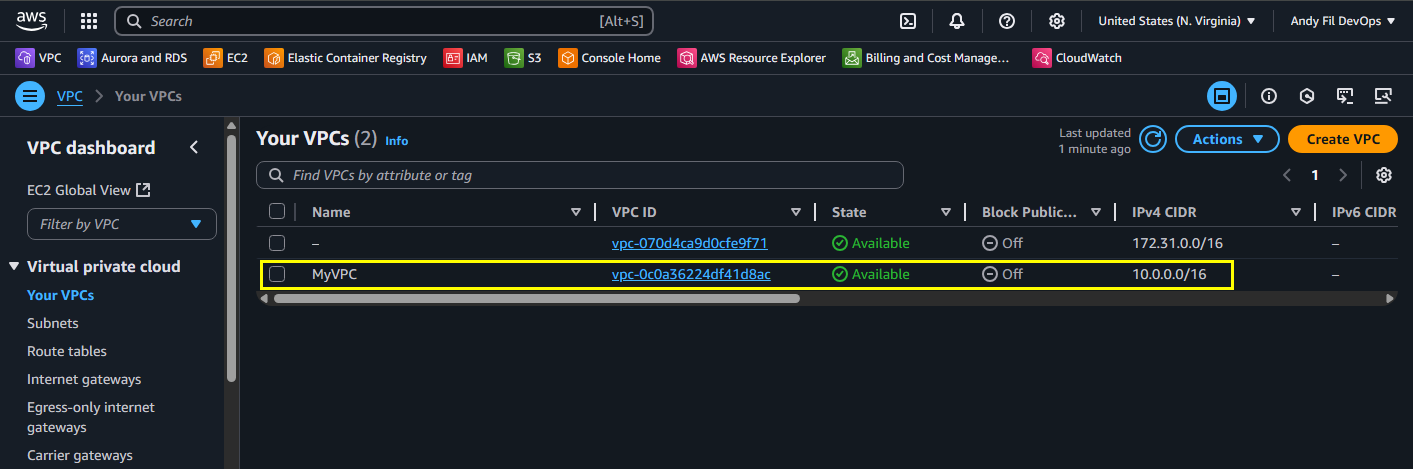 aws Search [Alt+S] United States (N. Virginia) Andy Fil DevOps
VPC Aurora and RDS EC2 Elastic Container Registry IAM S3 Console Home AWS Resource Explorer Billing and Cost Manage... CloudWatch
VPC Your VPCs
VPC dashboard
EC2 Global View
Filter by VPC
Virtual private cloud
Your VPCs
Subnets
Route tables
Internet gateways
Egress-only internet
gateways
Carrier gateways
Your VPCs (2) Info
Last updated
1 minute ago
Actions
Create VPC
Find VPCs by attribute or tag
1
Name VPC ID State Block Public... IPv4 CIDR IPv6 CIDR
– vpc-070d4ca9d0cfe9f71 Available Off 172.31.0.0/16 –
MyVPC vpc-0c0a36224df41d8ac Available Off 10.0.0.0/16 –